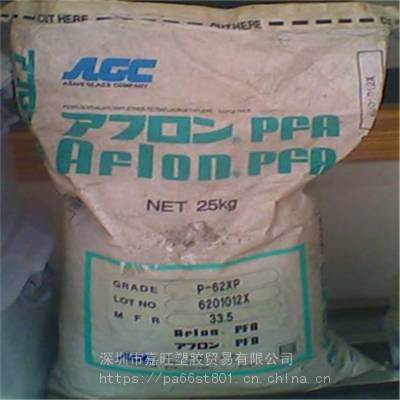 CUT HERE
CUT HERE
AGC
ASAHI GLASS COMPANY
アフロン PFA
Aflon PFA
NET 25kg
GRADE P-62XP
LOT NO. 6201012X
M F R 33.5
Aflon PFA
アフロン PFA
深圳市嘉旺塑胶贸易有限公司
https://pa66st801.cn.china.cn